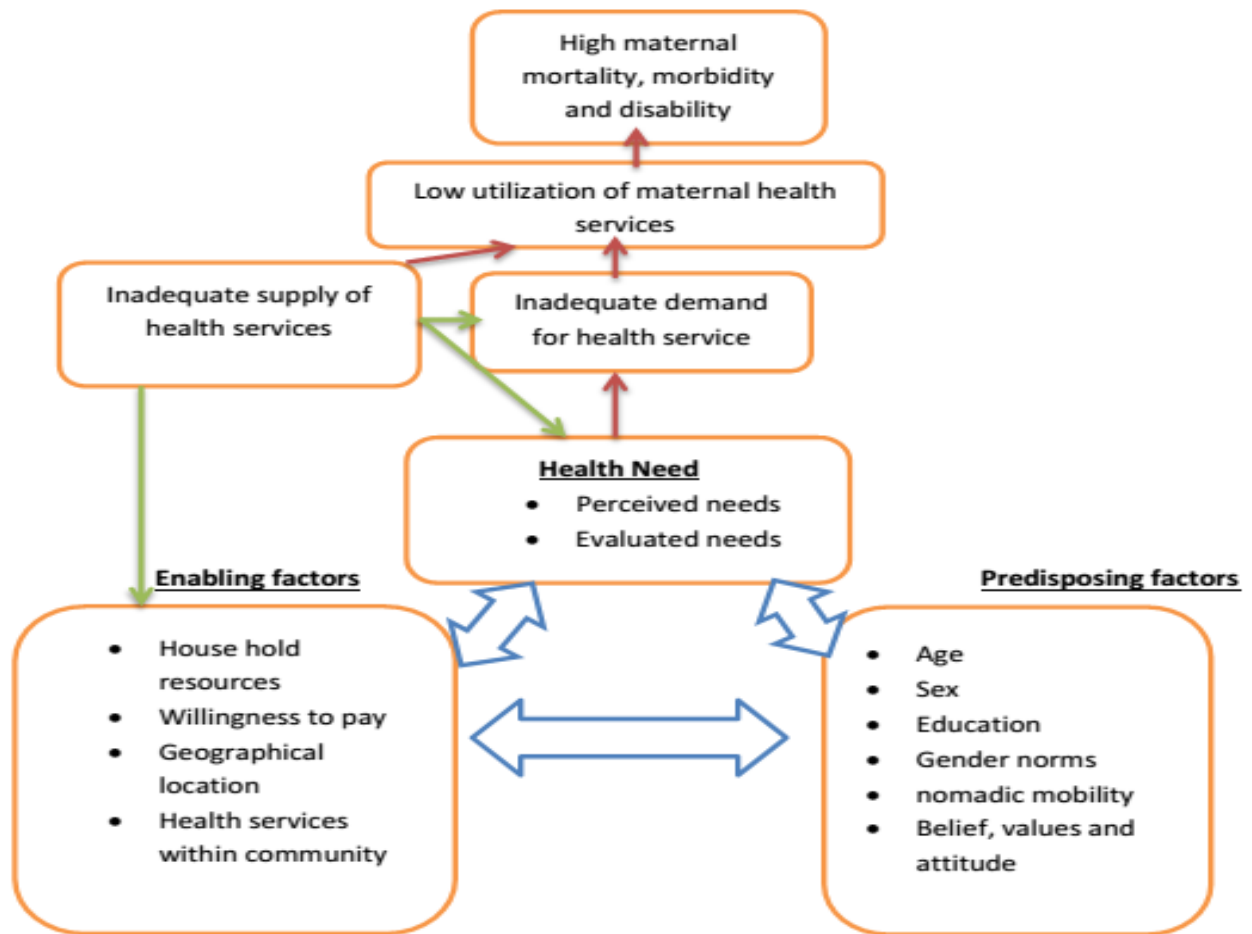 High maternal
mortality, morbidity
and disability
Low utilization of maternal health
services
Inadequate supply of
health services
Inadequate demand
for health service
Health Need
• Perceived needs
• Evaluated needs
Enabling factors
• House hold
resources
• Willingness to pay
• Geographical
location
• Health services
within community
Predisposing factors
• Age
• Sex
• Education
• Gender norms
• nomadic mobility
• Belief, values and
attitude